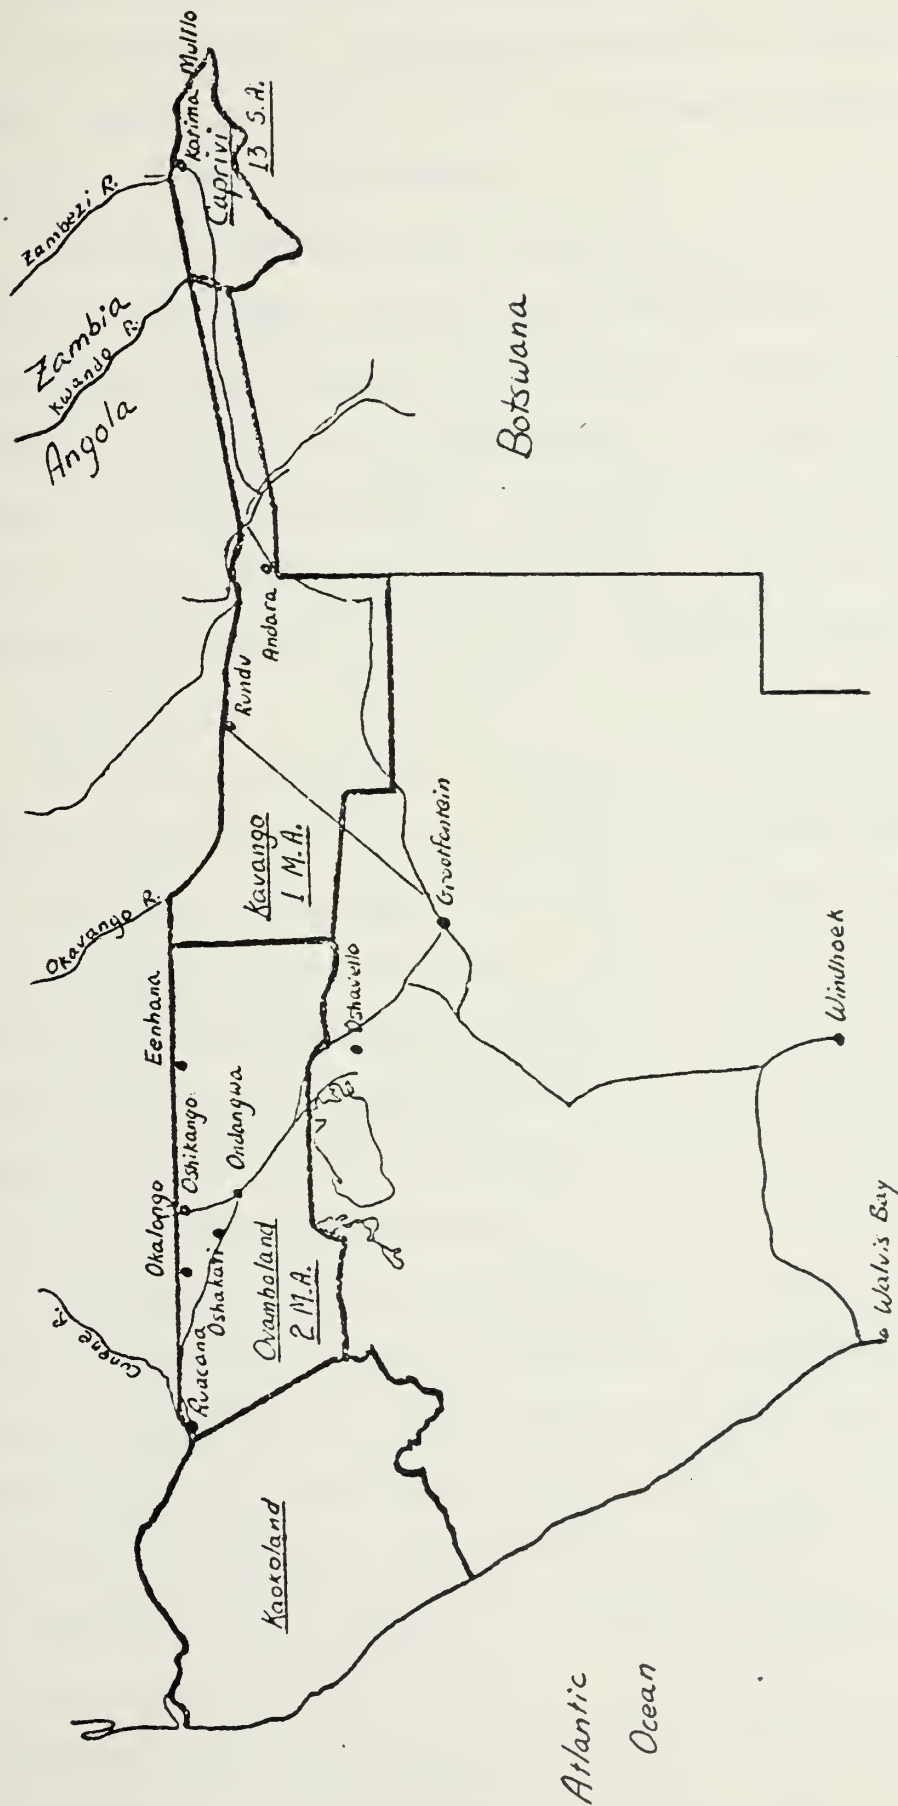 Zambezi R.
Zambia
Kwando R.
Angola
Katima Mulilo
Caprivi
13 S.A.
Okavango R.
Botswana
Andara
Rundu
Kavango
1 M.A.
Grootfontein
Eenhana
Oshikango
Okalongo
Ondangwa
Oshakati
Oshivello
Ovamboland
2 M.A.
Cunene R.
Ruacana
Kaokoland
Windhoek
Walvis Bay
Atlantic
Ocean